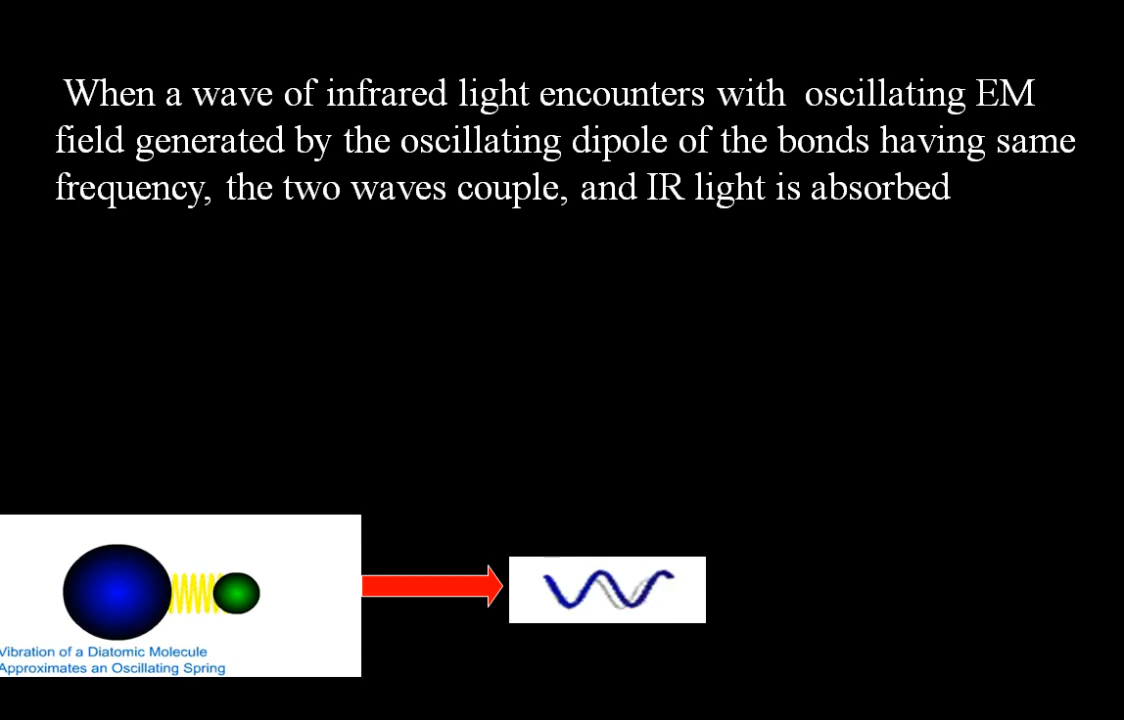 When a wave of infrared light encounters with oscillating EM
field generated by the oscillating dipole of the bonds having same
frequency, the two waves couple, and IR light is absorbed
Vibration of a Diatomic Molecule
Approximates an Oscillating Spring